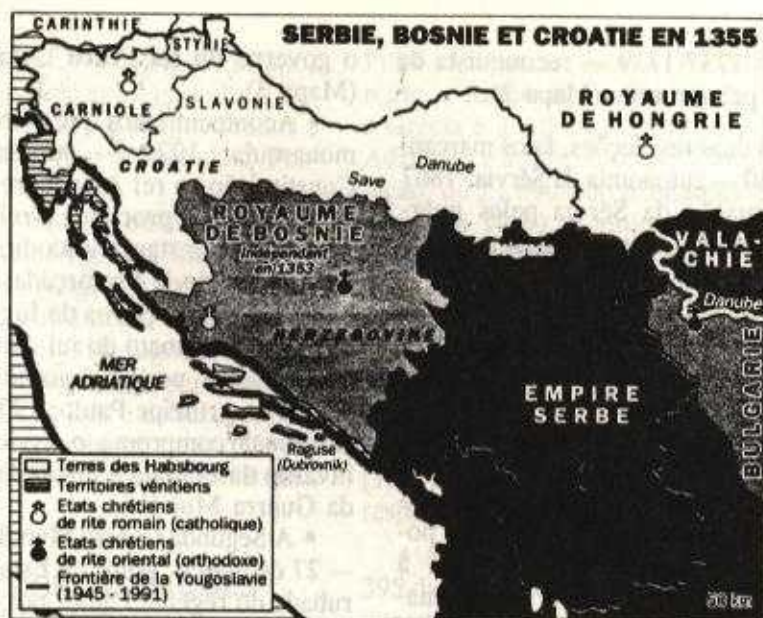 SERBIE, BOSNIE ET CROATIE EN 1355
CARINTHIE
STYRIE
CARNIOLE
SLAVONIE
CROATIE
ROYAUME
DE HONGRIE
Save
Danube
ROYAUME
DE BOSNIE
Indépendant
en 1353
Belgrade
VALA-
CHIE
Danube
HERZEGOVINE
MER
ADRIATIQUE
EMPIRE
SERBE
BULGARIE
Raguse
(Dubrovnik)
Terres des Habsbourg
Territoires vénitiens
Etats chrétiens
de rite romain (catholique)
Etats chrétiens
de rite oriental (orthodoxe)
Frontière de la Yougoslavie
(1945 - 1991)
50 km